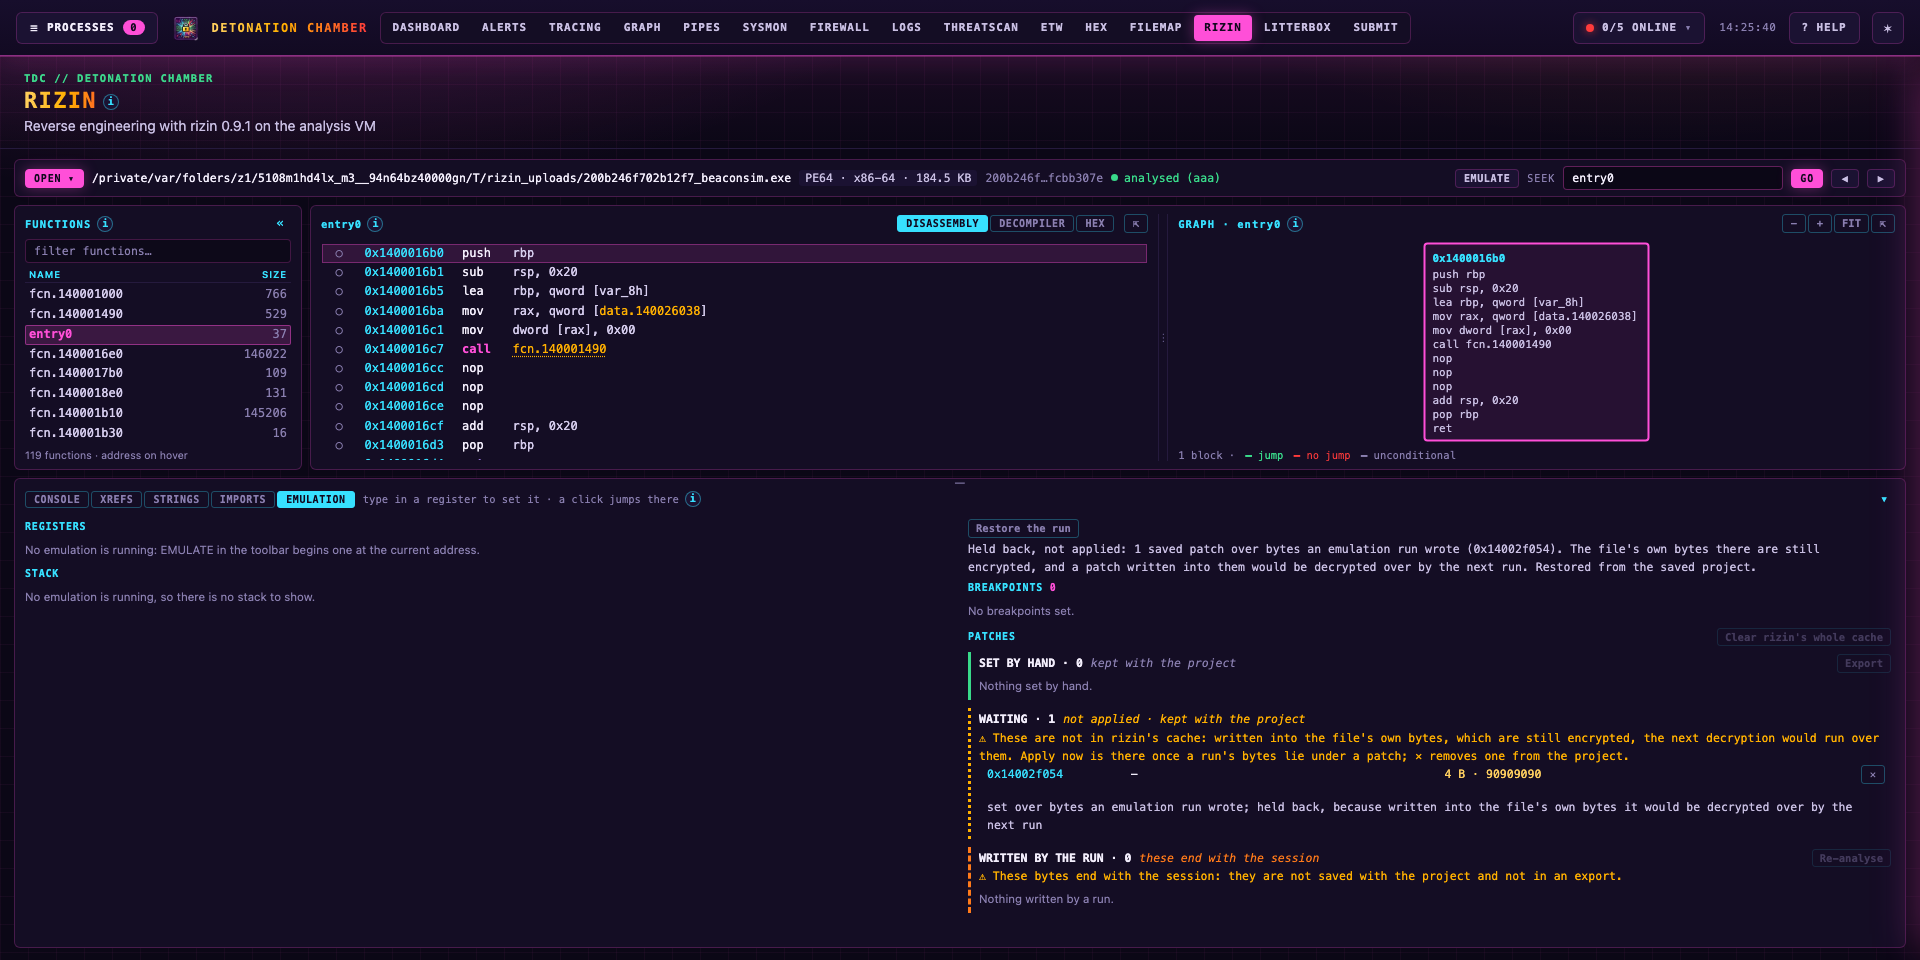 ≡ PROCESSES 0
DETONATION CHAMBER
DASHBOARD ALERTS TRACING GRAPH PIPES SYSMON FIREWALL LOGS THREATSCAN ETW HEX FILEMAP RIZIN LITTERBOX SUBMIT
0/5 ONLINE ▾
14:25:40
? HELP
TDC // DETONATION CHAMBER
RIZIN i
Reverse engineering with rizin 0.9.1 on the analysis VM
OPEN ▾ /private/var/folders/z1/5108m1hd4lx_m3__94n64bz40000gn/T/rizin_uploads/200b246f702b12f7_beaconsim.exe PE64 · x86-64 · 184.5 KB 200b246f…fcbb307e ● analysed (aaa)
EMULATE SEEK entry0 GO ◀ ▶
FUNCTIONS i «
filter functions…
NAME SIZE
fcn.140001000 766
fcn.140001490 529
entry0 37
fcn.1400016e0 146022
fcn.1400017b0 109
fcn.1400018e0 131
fcn.140001b10 145206
fcn.140001b30 16
119 functions · address on hover
entry0 i DISASSEMBLY DECOMPILER HEX ⇱
0x1400016b0 push rbp
0x1400016b1 sub rsp, 0x20
0x1400016b5 lea rbp, qword [var_8h]
0x1400016ba mov rax, qword [data.140026038]
0x1400016c1 mov dword [rax], 0x00
0x1400016c7 call fcn.140001490
0x1400016cc nop
0x1400016cd nop
0x1400016ce nop
0x1400016cf add rsp, 0x20
0x1400016d3 pop rbp
GRAPH · entry0 i − + FIT ⇱
0x1400016b0
push rbp
sub rsp, 0x20
lea rbp, qword [var_8h]
mov rax, qword [data.140026038]
mov dword [rax], 0x00
call fcn.140001490
nop
nop
nop
add rsp, 0x20
pop rbp
ret
1 block · — jump — no jump — unconditional
CONSOLE XREFS STRINGS IMPORTS EMULATION type in a register to set it · a click jumps there i ▾
REGISTERS
No emulation is running: EMULATE in the toolbar begins one at the current address.
STACK
No emulation is running, so there is no stack to show.
Restore the run
Held back, not applied: 1 saved patch over bytes an emulation run wrote (0x14002f054). The file's own bytes there are still
encrypted, and a patch written into them would be decrypted over by the next run. Restored from the saved project.
BREAKPOINTS 0
No breakpoints set.
PATCHES Clear rizin's whole cache
SET BY HAND · 0 kept with the project Export
Nothing set by hand.
WAITING · 1 not applied · kept with the project
⚠ These are not in rizin's cache: written into the file's own bytes, which are still encrypted, the next decryption would run over
them. Apply now is there once a run's bytes lie under a patch; × removes one from the project.
0x14002f054 — 4 B · 90909090 ×
set over bytes an emulation run wrote; held back, because written into the file's own bytes it would be decrypted over by the
next run
WRITTEN BY THE RUN · 0 these end with the session Re-analyse
⚠ These bytes end with the session: they are not saved with the project and not in an export.
Nothing written by a run.